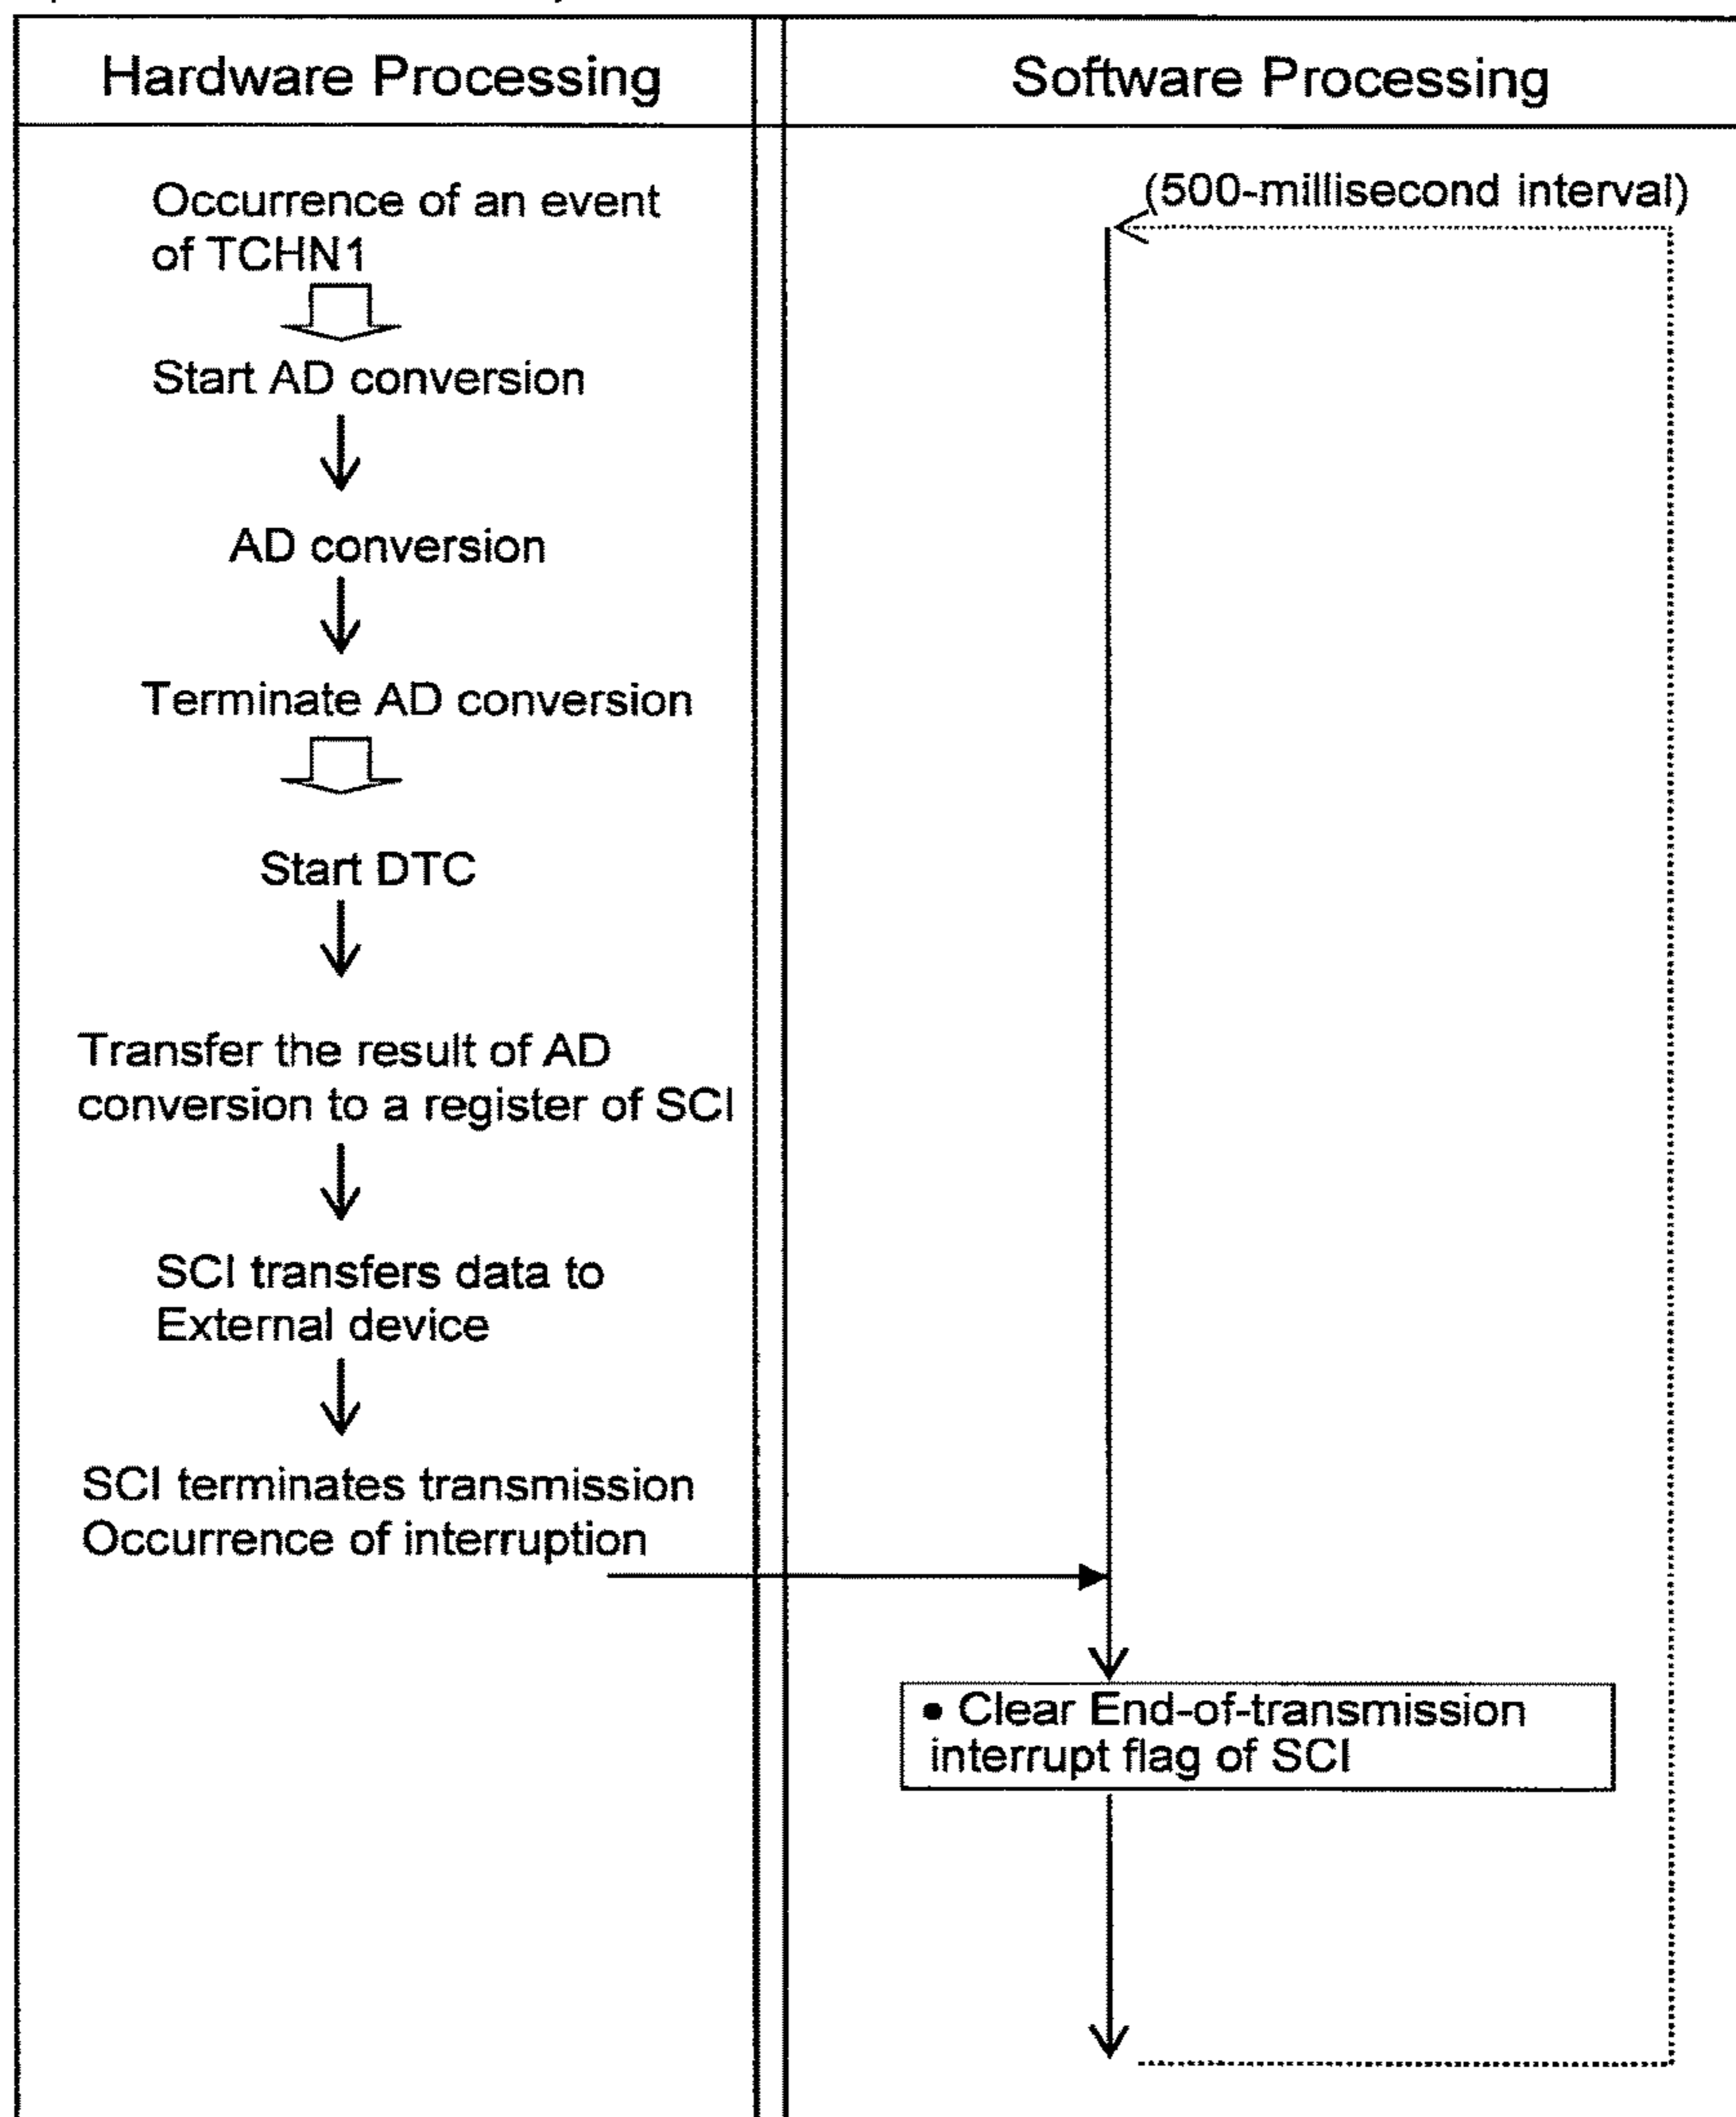 Hardware Processing
Software Processing
Occurrence of an event
of TCHN1
Start AD conversion
AD conversion
Terminate AD conversion
Start DTC
Transfer the result of AD
conversion to a register of SCI
SCI transfers data to
External device
SCI terminates transmission
Occurrence of interruption
(500-millisecond interval)
• Clear End-of-transmission
interrupt flag of SCI